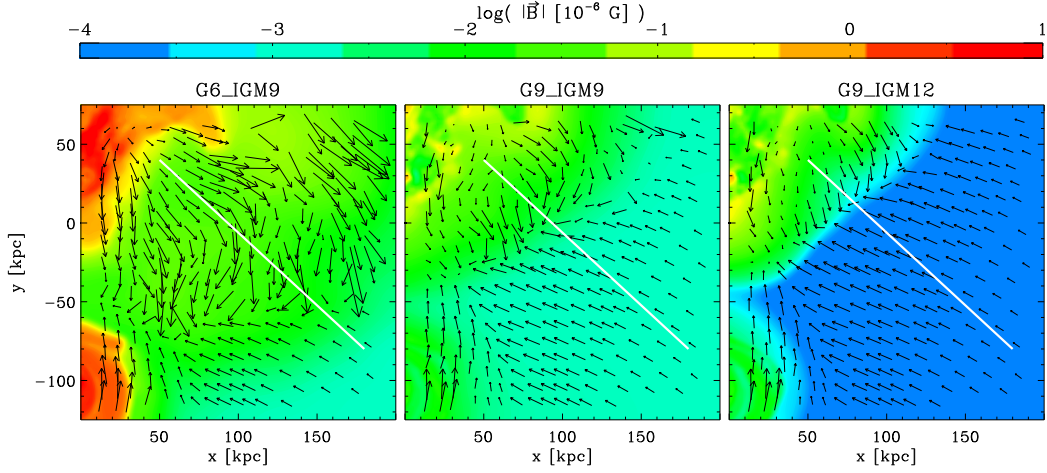 log( |B⃗| [10⁻⁶ G] )
−4 −3 −2 −1 0 1
G6_IGM9 G9_IGM9 G9_IGM12
50
0
−50
−100
y [kpc]
50 100 150 50 100 150 50 100 150
x [kpc] x [kpc] x [kpc]